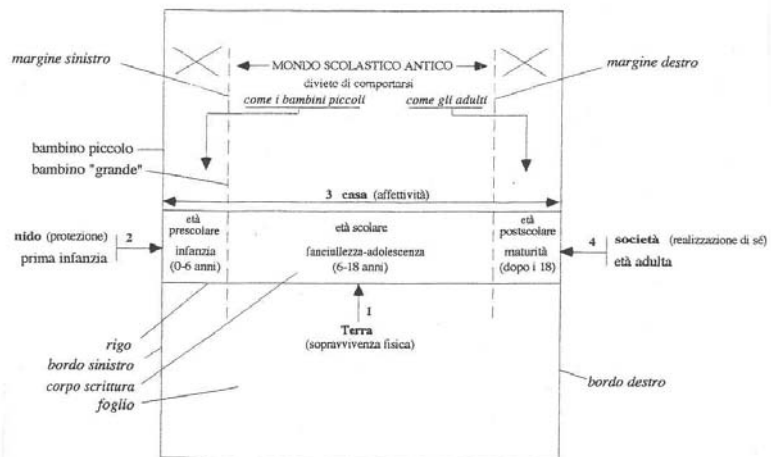 margine sinistro
MONDO SCOLASTICO ANTICO
margine destro
divieto di comportarsi
come i bambini piccoli
come gli adulti
bambino piccolo
bambino "grande"
3 casa (affettività)
età
prescolare
infanzia
(0-6 anni)
età scolare
fanciullezza-adolescenza
(6-18 anni)
età
postscolare
maturità
(dopo i 18)
nido (protezione)
2
prima infanzia
4
società (realizzazione di sé)
età adulta
1
Terra
(sopravvivenza fisica)
rigo
bordo sinistro
corpo scrittura
foglio
bordo destro